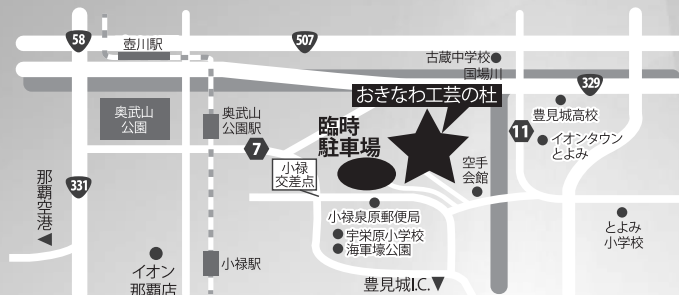 58
壺川駅
507
古蔵中学校
国場川
329
おきなわ工芸の杜
奥武山
公園
奥武山
公園駅
臨時
駐車場
豊見城高校
11
イオンタウン
とよみ
7
小禄
交差点
空手
会館
331
那覇空港
小禄泉原郵便局
宇栄原小学校
海軍壕公園
とよみ
小学校
イオン
那覇店
小禄駅
豊見城I.C.